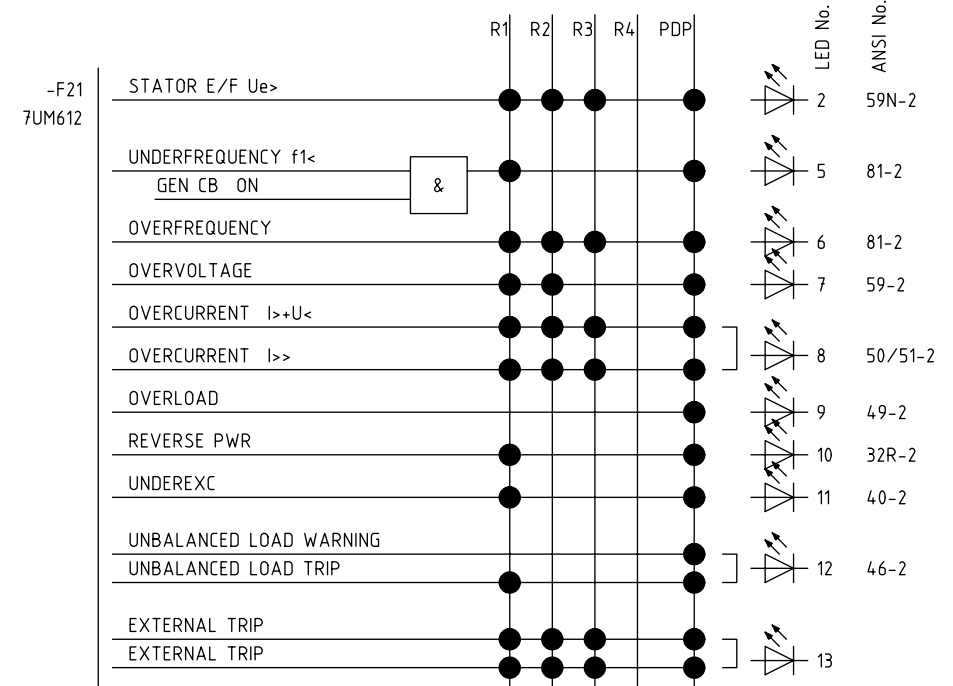 R1 R2 R3 R4 PDP LED No. ANSI No.
-F21
7UM612
STATOR E/F Ue> 2 59N-2
UNDERFREQUENCY f1< 5 81-2
GEN CB ON &
OVERFREQUENCY 6 81-2
OVERVOLTAGE 7 59-2
OVERCURRENT I>+U<
OVERCURRENT I>> 8 50/51-2
OVERLOAD 9 49-2
REVERSE PWR 10 32R-2
UNDEREXC 11 40-2
UNBALANCED LOAD WARNING
UNBALANCED LOAD TRIP 12 46-2
EXTERNAL TRIP
EXTERNAL TRIP 13